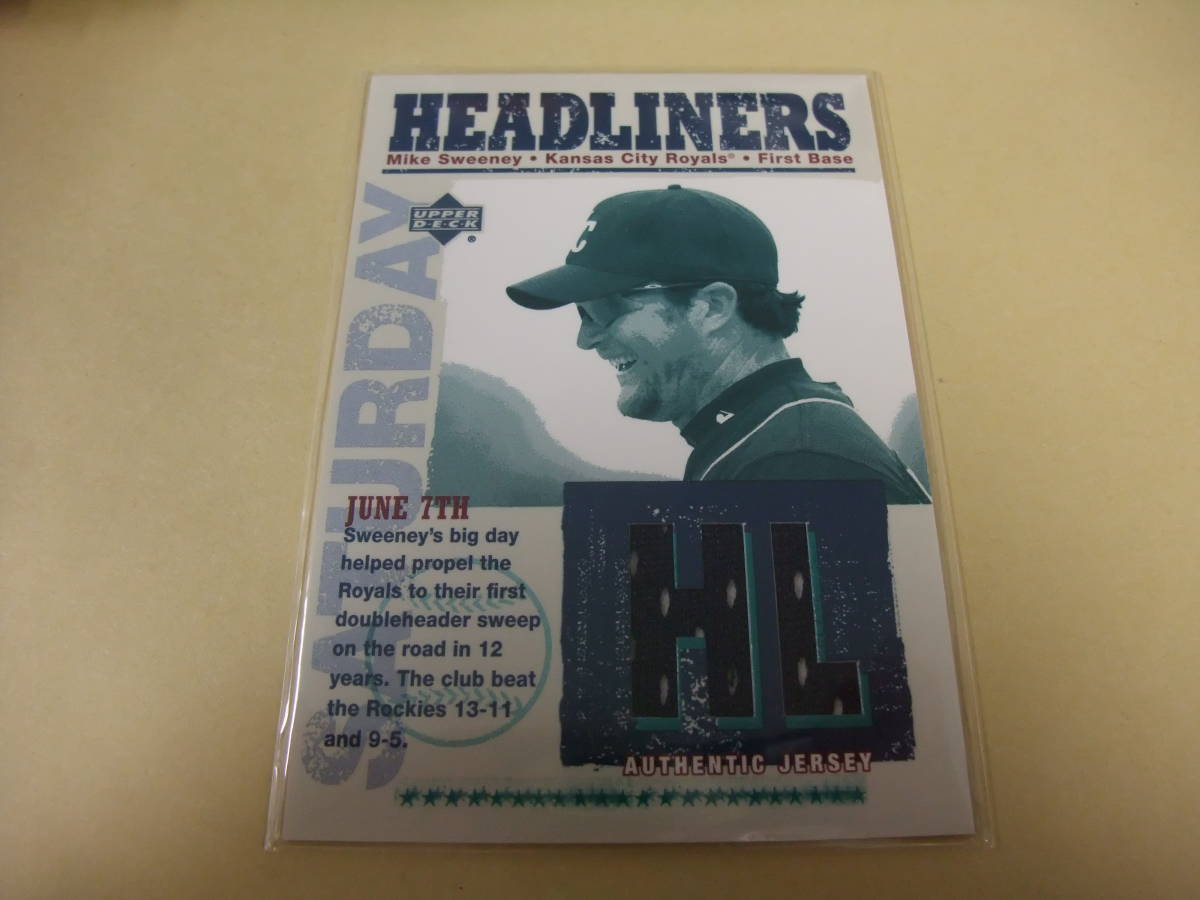 HEADLINERS
Mike Sweeney • Kansas City Royals® • First Base
UPPER
D·E·C·K
®
C
SATURDAY
JUNE 7TH
Sweeney's big day
helped propel the
Royals to their first
doubleheader sweep
on the road in 12
years. The club beat
the Rockies 13-11
and 9-5.
HL
AUTHENTIC JERSEY